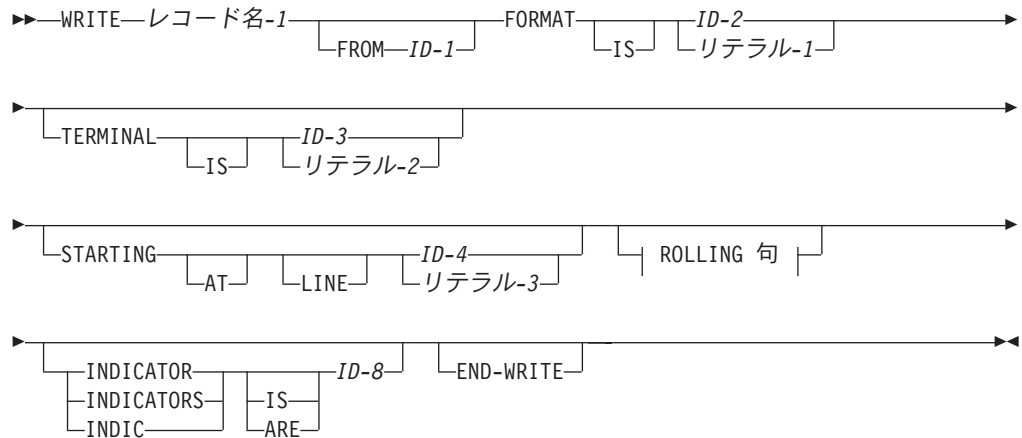 WRITE レコード名-1 FORMAT ID-2
FROM ID-1 IS リテラル-1
TERMINAL ID-3
IS リテラル-2
STARTING ID-4 ROLLING 句
AT LINE リテラル-3
INDICATOR ID-8 END-WRITE
INDICATORS IS
INDIC ARE